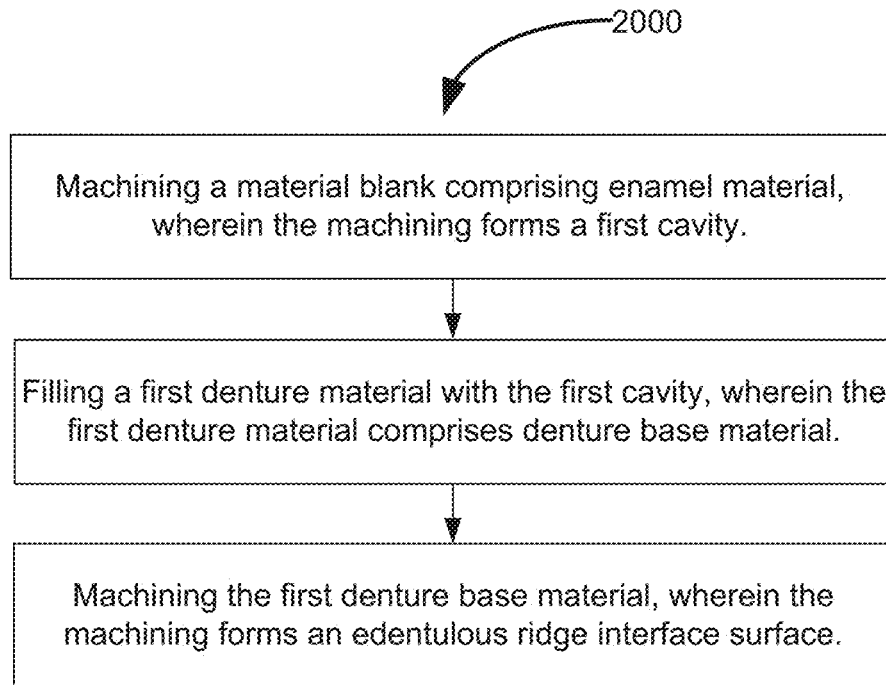 2000
Machining a material blank comprising enamel material,
wherein the machining forms a first cavity.
Filling a first denture material with the first cavity, wherein the
first denture material comprises denture base material.
Machining the first denture base material, wherein the
machining forms an edentulous ridge interface surface.